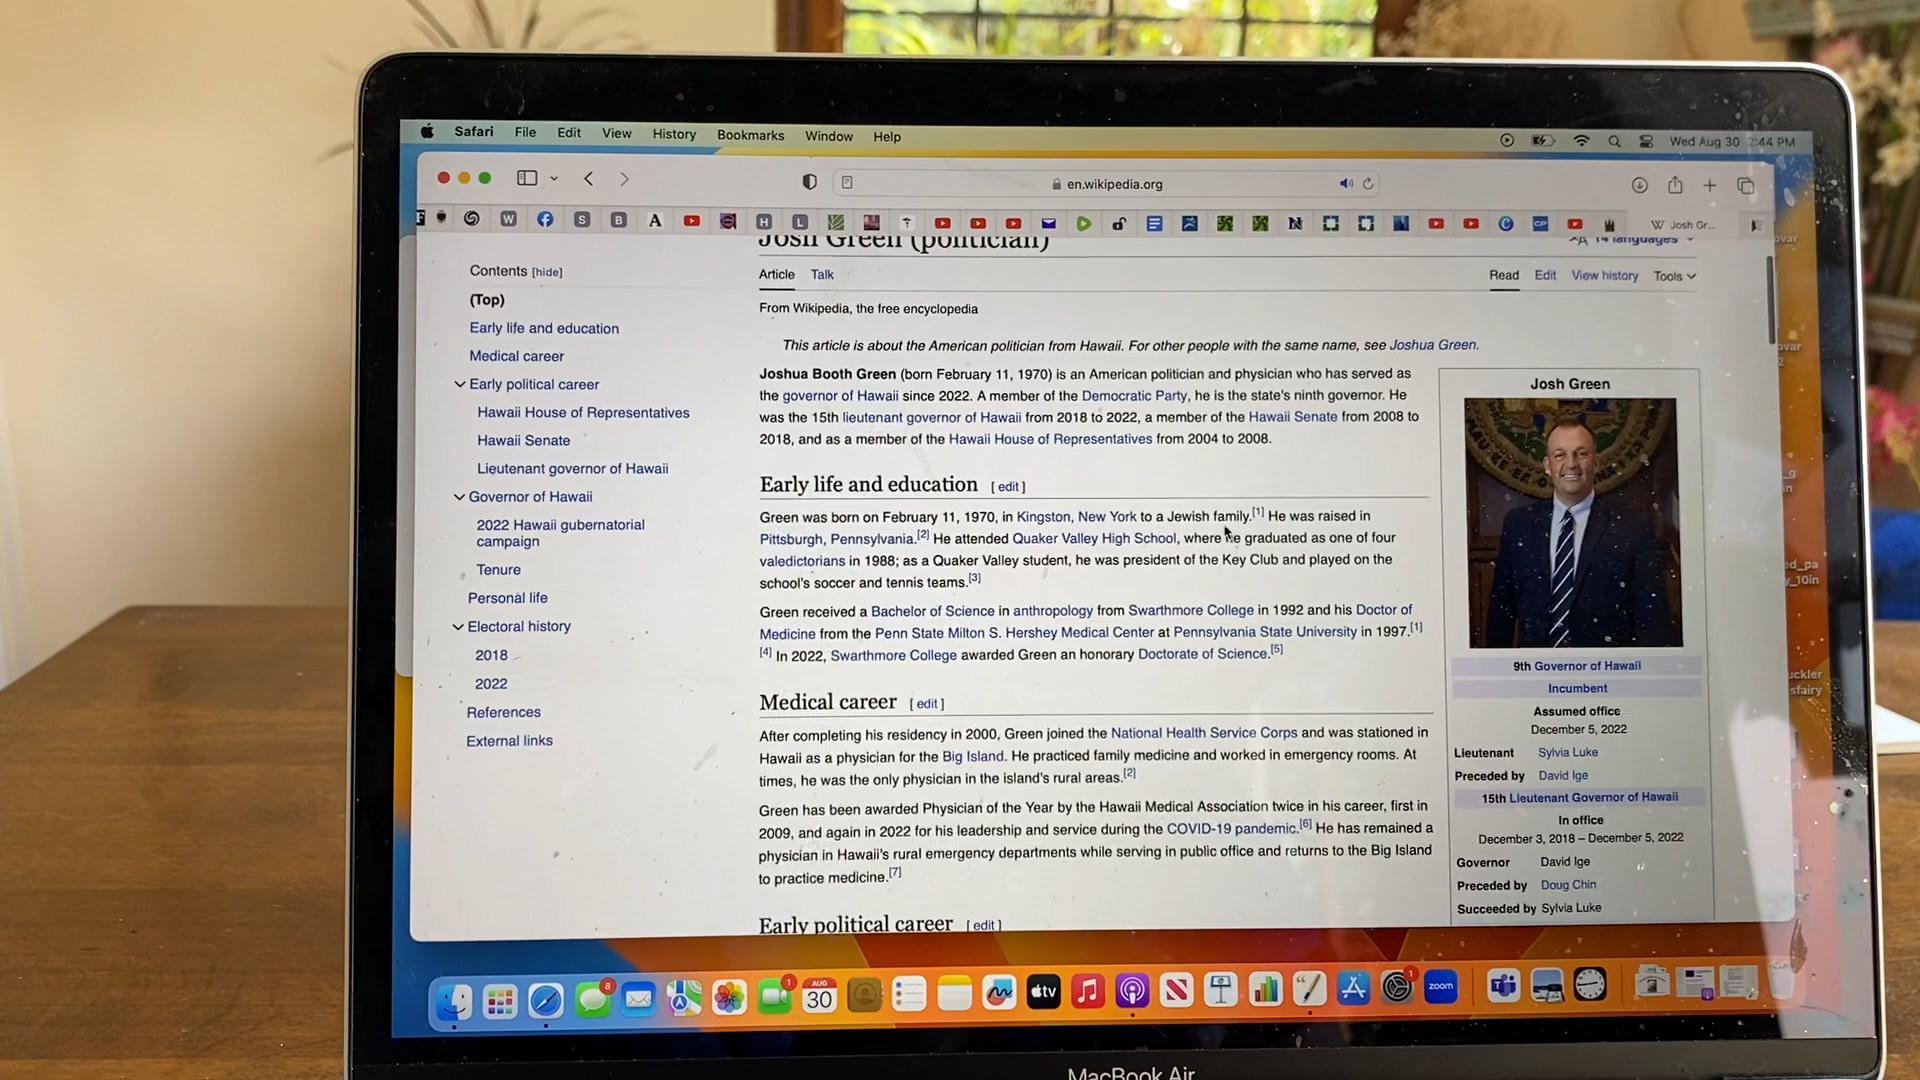 Safari File Edit View History Bookmarks Window Help
Wed Aug 30 2:44 PM
en.wikipedia.org
W S B A H L N C CP W Josh Gr...
Josh Green (politician)
14 languages
Contents [hide]
(Top)
Early life and education
Medical career
Early political career
Hawaii House of Representatives
Hawaii Senate
Lieutenant governor of Hawaii
Governor of Hawaii
2022 Hawaii gubernatorial
campaign
Tenure
Personal life
Electoral history
2018
2022
References
External links
Article Talk
Read Edit View history Tools
From Wikipedia, the free encyclopedia
This article is about the American politician from Hawaii. For other people with the same name, see Joshua Green.
Joshua Booth Green (born February 11, 1970) is an American politician and physician who has served as
the governor of Hawaii since 2022. A member of the Democratic Party, he is the state's ninth governor. He
was the 15th lieutenant governor of Hawaii from 2018 to 2022, a member of the Hawaii Senate from 2008 to
2018, and as a member of the Hawaii House of Representatives from 2004 to 2008.
Early life and education [ edit ]
Green was born on February 11, 1970, in Kingston, New York to a Jewish family.[1] He was raised in
Pittsburgh, Pennsylvania.[2] He attended Quaker Valley High School, where he graduated as one of four
valedictorians in 1988; as a Quaker Valley student, he was president of the Key Club and played on the
school's soccer and tennis teams.[3]
Green received a Bachelor of Science in anthropology from Swarthmore College in 1992 and his Doctor of
Medicine from the Penn State Milton S. Hershey Medical Center at Pennsylvania State University in 1997.[1]
[4] In 2022, Swarthmore College awarded Green an honorary Doctorate of Science.[5]
Medical career [ edit ]
After completing his residency in 2000, Green joined the National Health Service Corps and was stationed in
Hawaii as a physician for the Big Island. He practiced family medicine and worked in emergency rooms. At
times, he was the only physician in the island's rural areas.[2]
Green has been awarded Physician of the Year by the Hawaii Medical Association twice in his career, first in
2009, and again in 2022 for his leadership and service during the COVID-19 pandemic.[6] He has remained a
physician in Hawaii's rural emergency departments while serving in public office and returns to the Big Island
to practice medicine.[7]
Early political career [ edit ]
Josh Green
9th Governor of Hawaii
Incumbent
Assumed office
December 5, 2022
Lieutenant Sylvia Luke
Preceded by David Ige
15th Lieutenant Governor of Hawaii
In office
December 3, 2018 – December 5, 2022
Governor David Ige
Preceded by Doug Chin
Succeeded by Sylvia Luke
8
1
AUG
30
tv
1
zoom
MacBook Air